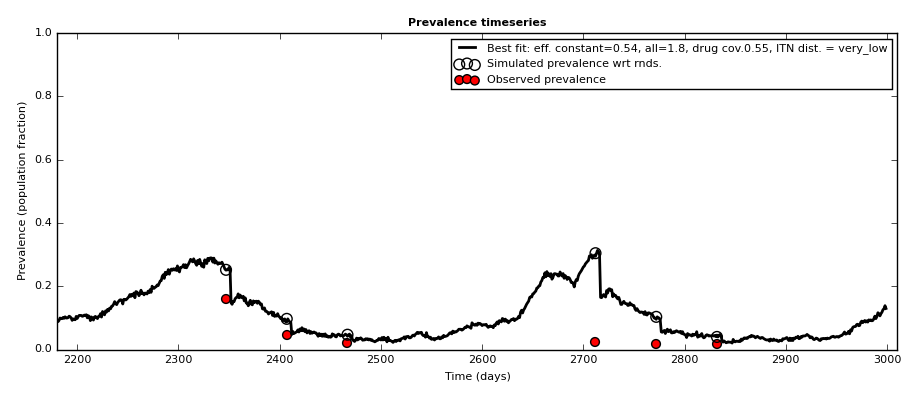 Prevalence timeseries
Best fit: eff. constant=0.54, all=1.8, drug cov.0.55, ITN dist. = very_low
Simulated prevalence wrt rnds.
Observed prevalence
Prevalence (population fraction)
1.0
0.8
0.6
0.4
0.2
0.0
2200 2300 2400 2500 2600 2700 2800 2900 3000
Time (days)